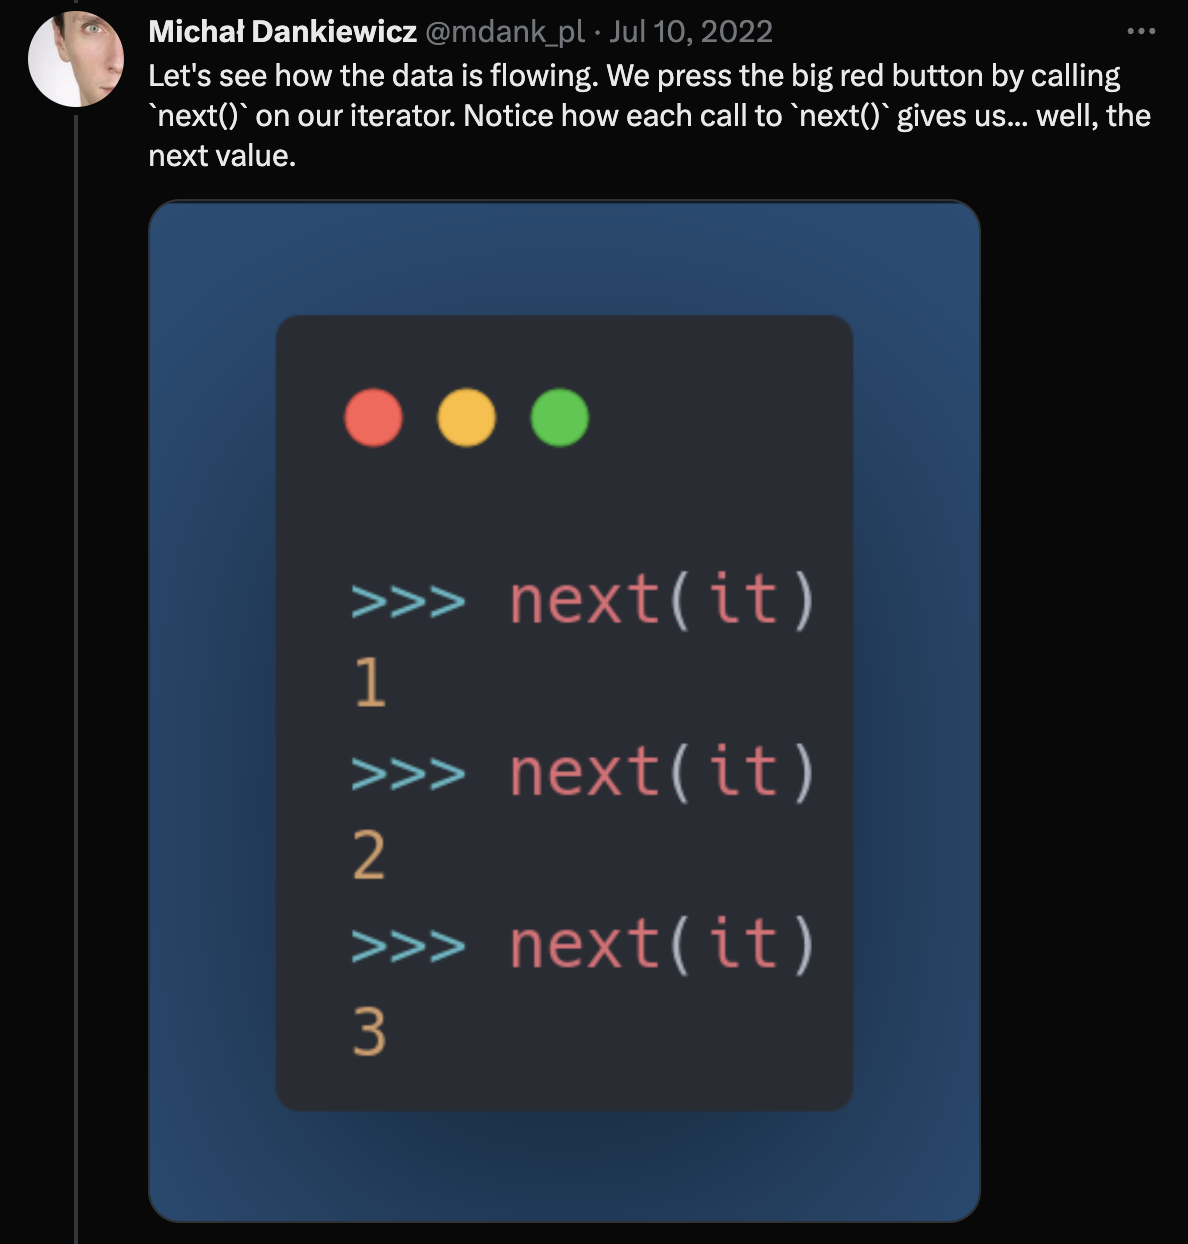 Michał Dankiewicz @mdank_pl · Jul 10, 2022
Let's see how the data is flowing. We press the big red button by calling
`next()` on our iterator. Notice how each call to `next()` gives us... well, the
next value.
>>> next(it)
1
>>> next(it)
2
>>> next(it)
3